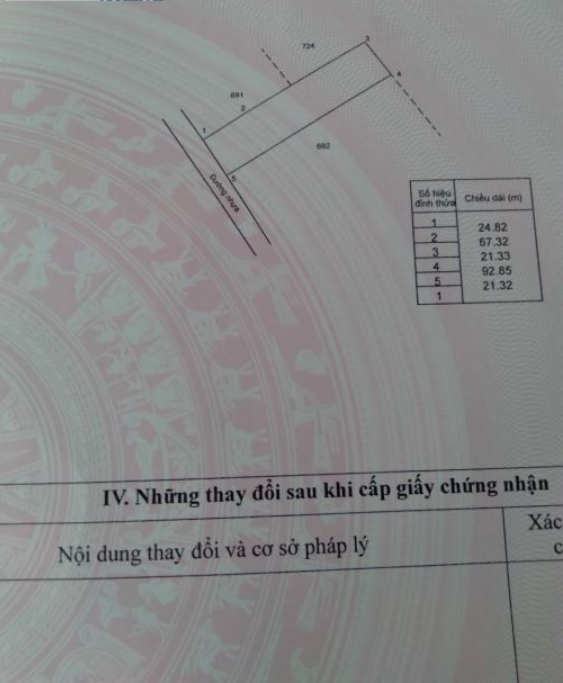 724
3
4
691
2
1
692
5
Đường nhựa
Số hiệu đỉnh thửa
Chiều dài (m)
1
24.82
2
67.32
3
21.33
4
92.85
5
21.32
1
IV. Những thay đổi sau khi cấp giấy chứng nhận
Nội dung thay đổi và cơ sở pháp lý
Xác
c